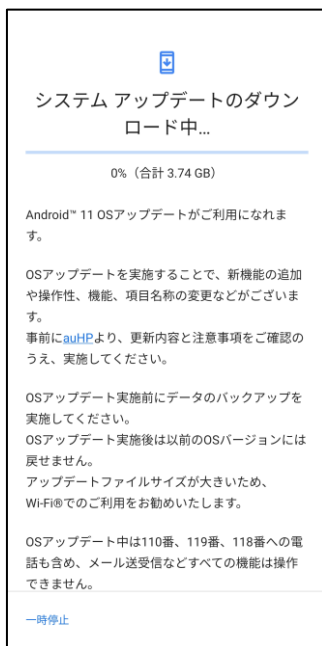 システム アップデートのダウン
ロード中...
0%（合計 3.74 GB）
Android™ 11 OSアップデートがご利用になれま
す。
OSアップデートを実施することで、新機能の追加
や操作性、機能、項目名称の変更などがございま
す。
事前にauHPより、更新内容と注意事項をご確認の
うえ、実施してください。
OSアップデート実施前にデータのバックアップを
実施してください。
OSアップデート実施後は以前のOSバージョンには
戻せません。
アップデートファイルサイズが大きいため、
Wi-Fi®でのご利用をお勧めいたします。
OSアップデート中は110番、119番、118番への電
話も含め、メール送受信などすべての機能は操作
できません。
一時停止